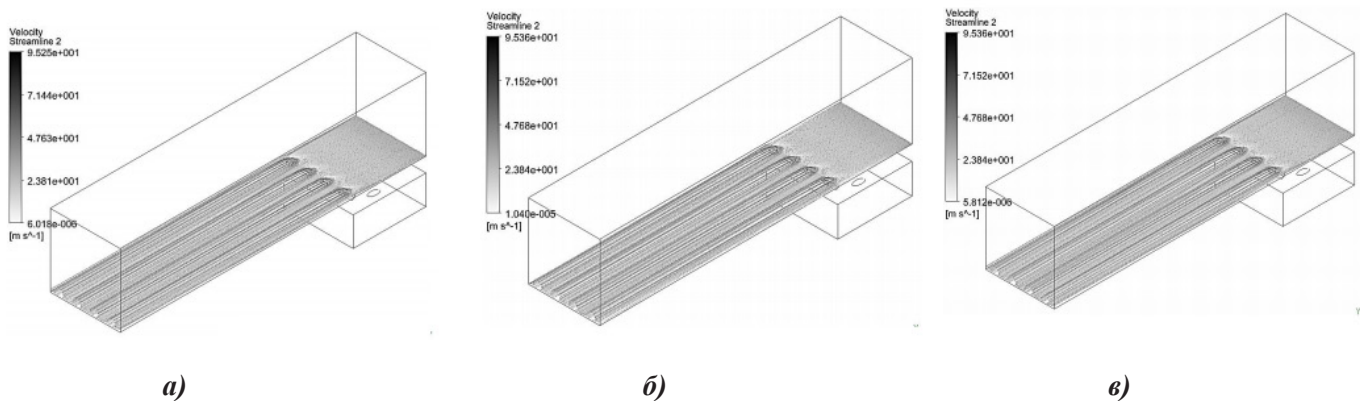 Velocity
Streamline 2
9.525e+001
7.144e+001
4.763e+001
2.381e+001
6.018e-006
[m s^-1]
а)
Velocity
Streamline 2
9.536e+001
7.152e+001
4.768e+001
2.384e+001
1.040e-005
[m s^-1]
б)
Velocity
Streamline 2
9.536e+001
7.152e+001
4.768e+001
2.384e+001
5.812e-006
[m s^-1]
в)